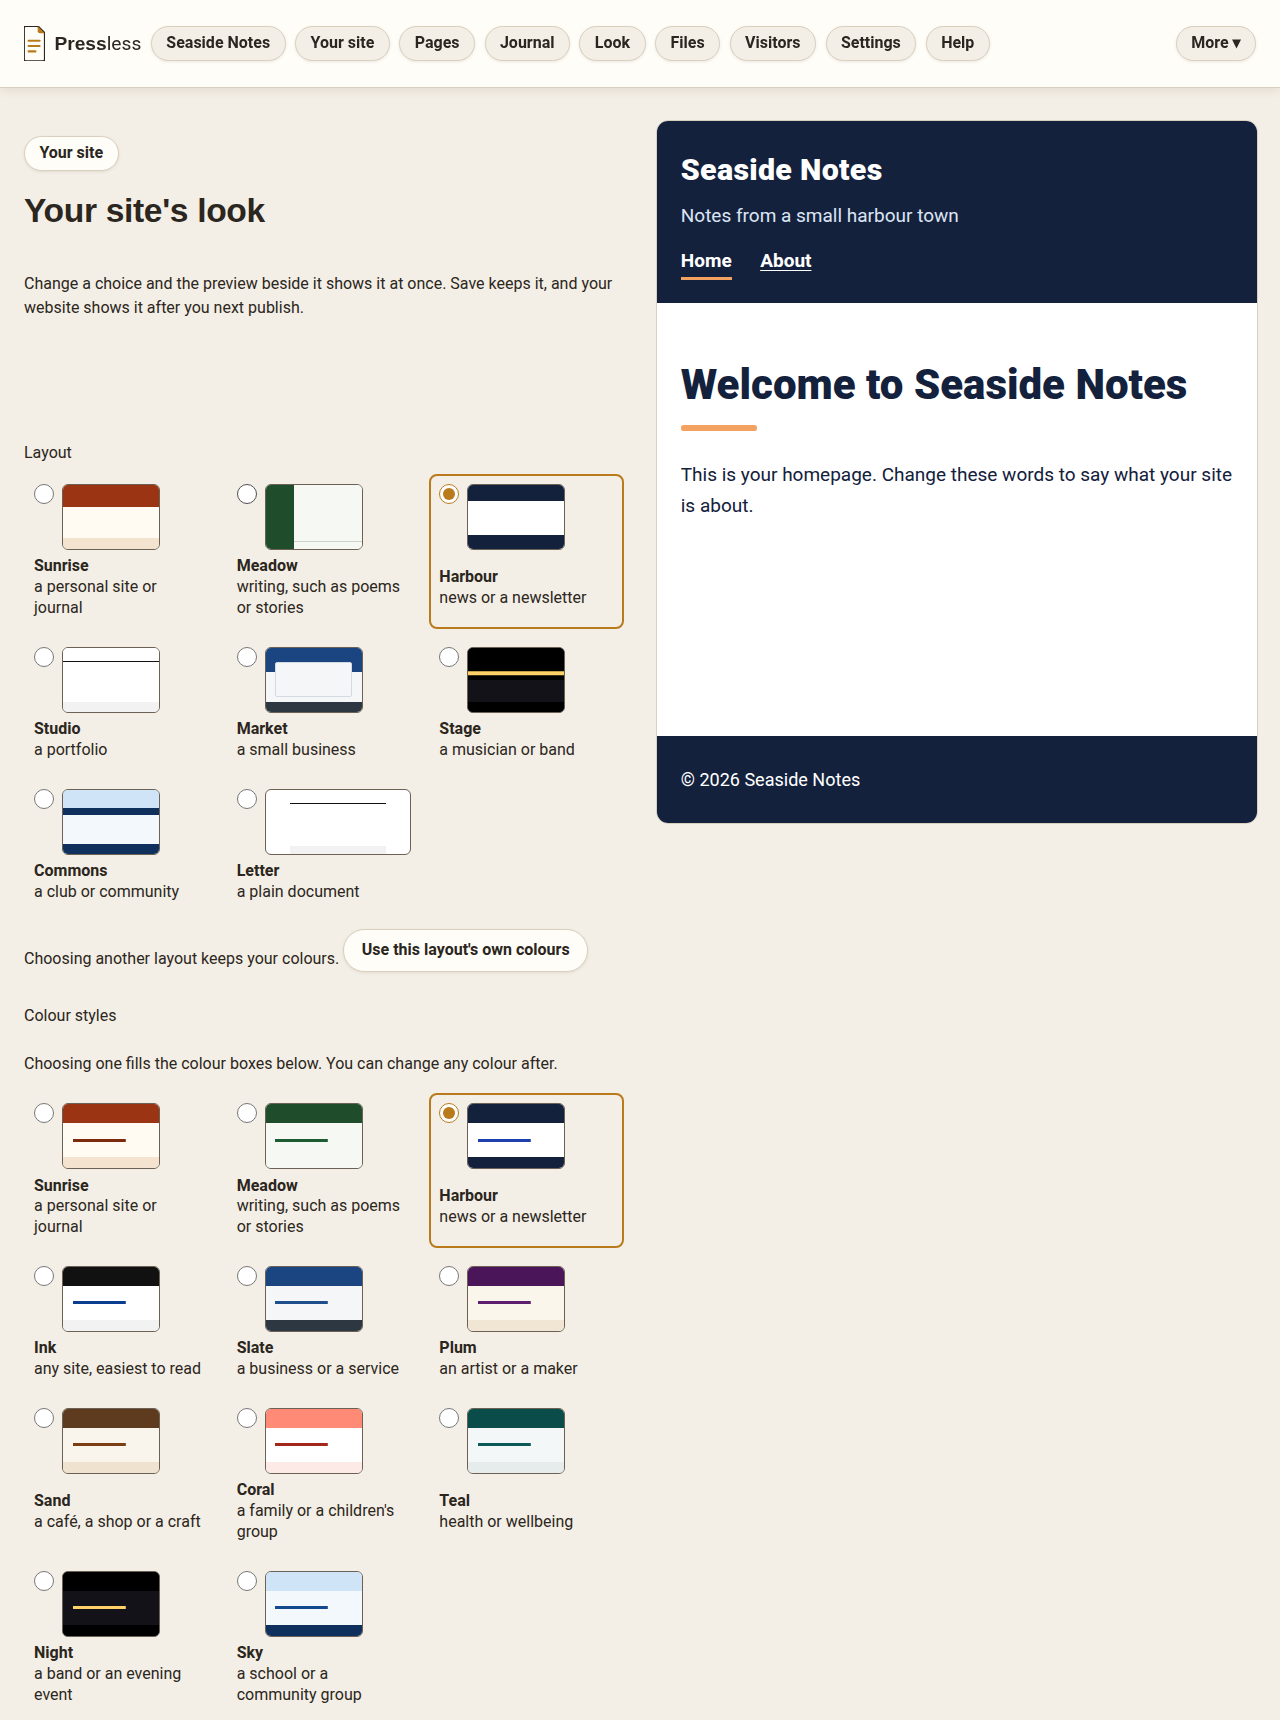 Pressless
Seaside Notes
Your site
Pages
Journal
Look
Files
Visitors
Settings
Help
More ▾
Your site
Your site's look
Change a choice and the preview beside it shows it at once. Save keeps it, and your
website shows it after you next publish.
Layout
Sunrise
a personal site or
journal
Meadow
writing, such as poems
or stories
Harbour
news or a newsletter
Studio
a portfolio
Market
a small business
Stage
a musician or band
Commons
a club or community
Letter
a plain document
Choosing another layout keeps your colours.
Use this layout's own colours
Colour styles
Choosing one fills the colour boxes below. You can change any colour after.
Sunrise
a personal site or
journal
Meadow
writing, such as poems
or stories
Harbour
news or a newsletter
Ink
any site, easiest to read
Slate
a business or a service
Plum
an artist or a maker
Sand
a café, a shop or a craft
Coral
a family or a children's
group
Teal
health or wellbeing
Night
a band or an evening
event
Sky
a school or a
community group
Seaside Notes
Notes from a small harbour town
Home
About
Welcome to Seaside Notes
This is your homepage. Change these words to say what your site
is about.
© 2026 Seaside Notes